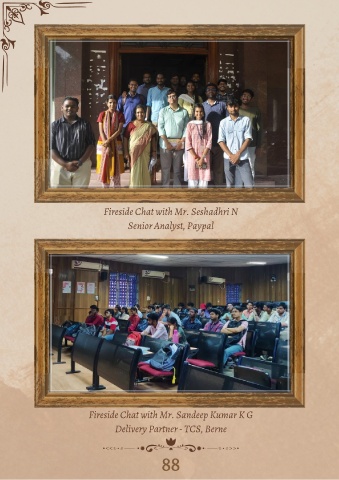 Fireside Chat with Mr. Seshadhri N
Senior Analyst, Paypal
Fireside Chat with Mr. Sandeep Kumar K G
Delivery Partner - TCS, Berne
88